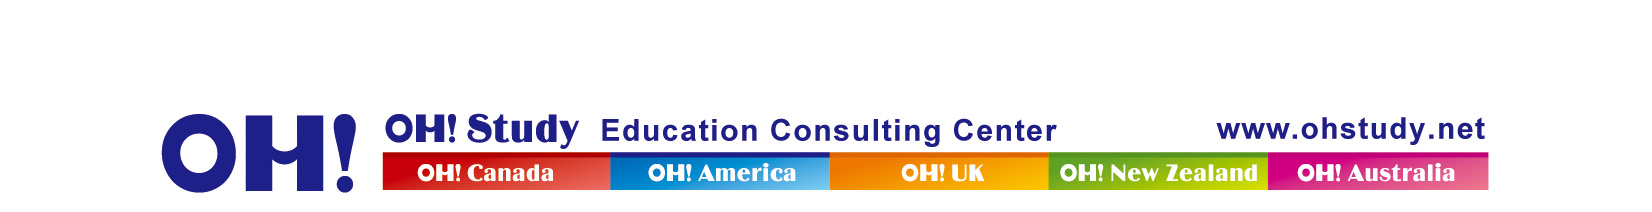 OH!
OH! Study Education Consulting Center www.ohstudy.net
OH! Canada OH! America OH! UK OH! New Zealand OH! Australia